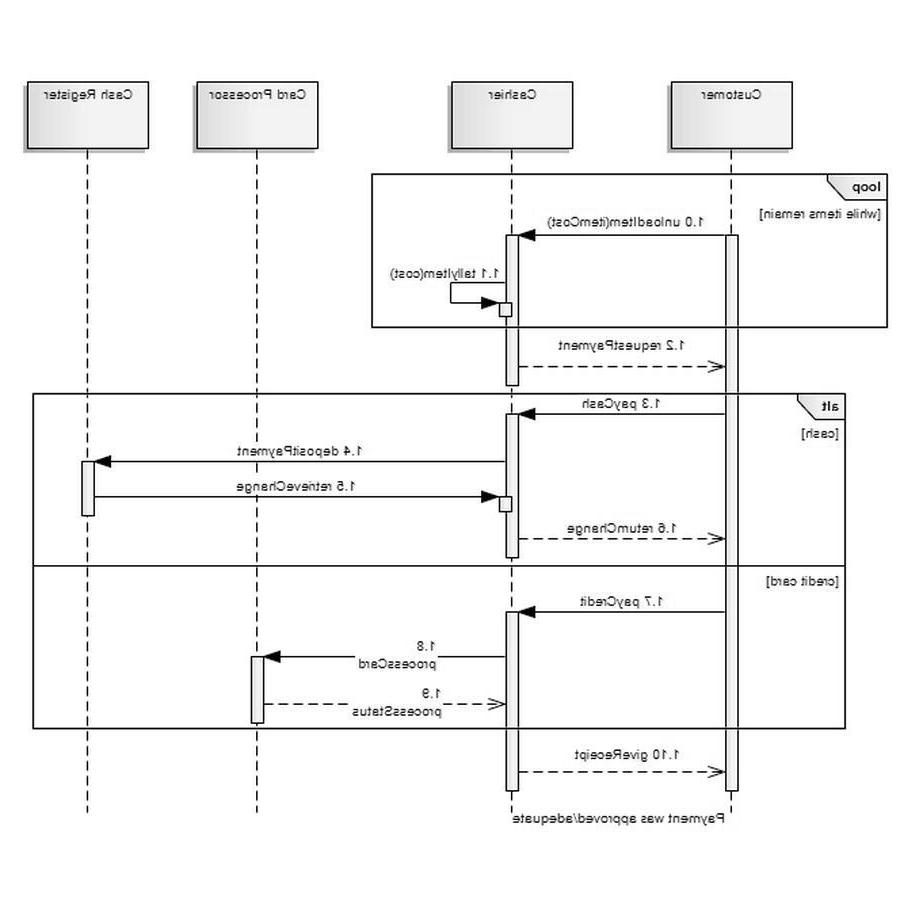 Customer
Cashier
Card Processor
Cash Register
loop
[while items remain]
1.0 unloadItem(itemCost)
1.1 tallyItem(cost)
1.2 requestPayment
alt
[cash]
1.3 payCash
1.4 depositPayment
1.5 retrieveChange
1.6 returnChange
[credit card]
1.7 payCredit
1.8
processCard
1.9
processStatus
1.10 giveReceipt
Payment was approved/adequate